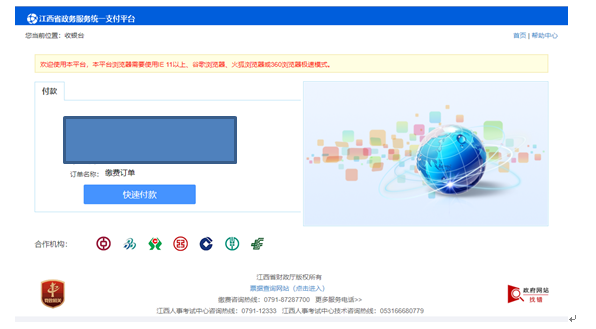 江西省政务服务统一支付平台
您当前位置：收银台
首页 | 帮助中心
欢迎使用本平台，本平台浏览器需要使用IE 11以上、谷歌浏览器、火狐浏览器或360浏览器极速模式。
付款
订单名称： 缴费订单
快速付款
合作机构：
江西省财政厅版权所有
票据查询网站（点击进入）
缴费咨询热线：0791-87287700 更多服务电话>>
江西人事考试中心咨询热线：0791-12333 江西人事考试中心技术咨询热线：053166680779
党政机关
政府网站
找错